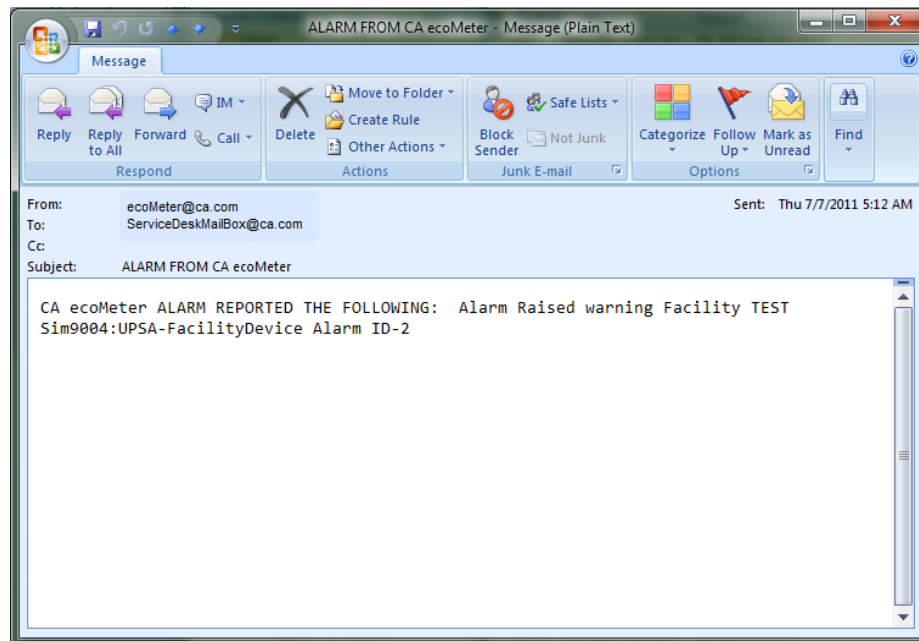 ALARM FROM CA ecoMeter - Message (Plain Text)
Message
Reply
Reply to All
Forward
IM
Call
Respond
Delete
Move to Folder
Create Rule
Other Actions
Actions
Block Sender
Safe Lists
Not Junk
Junk E-mail
Categorize
Follow Up
Mark as Unread
Options
Find
From: ecoMeter@ca.com
Sent: Thu 7/7/2011 5:12 AM
To: ServiceDeskMailBox@ca.com
Cc:
Subject: ALARM FROM CA ecoMeter
CA ecoMeter ALARM REPORTED THE FOLLOWING:  Alarm Raised warning Facility TEST
Sim9004:UPSA-FacilityDevice Alarm ID-2